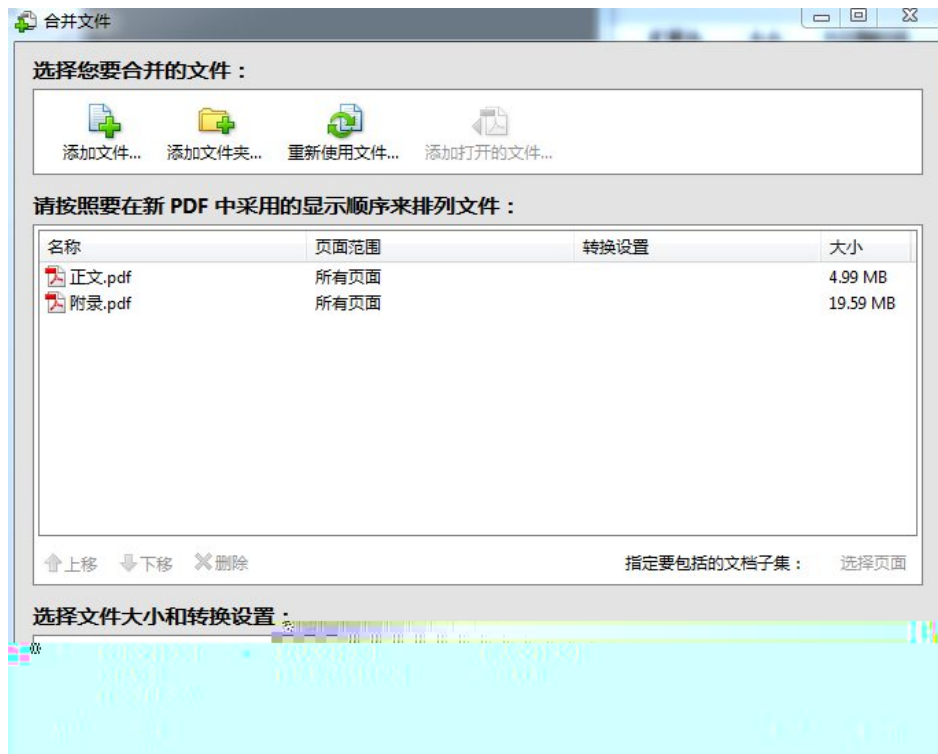 合并文件
选择您要合并的文件：
添加文件... 添加文件夹... 重新使用文件... 添加打开的文件...
请按照要在新 PDF 中采用的显示顺序来排列文件：
名称 页面范围 转换设置 大小
正文.pdf 所有页面 4.99 MB
附录.pdf 所有页面 19.59 MB
上移 下移 删除 指定要包括的文档子集： 选择页面
选择文件大小和转换设置：